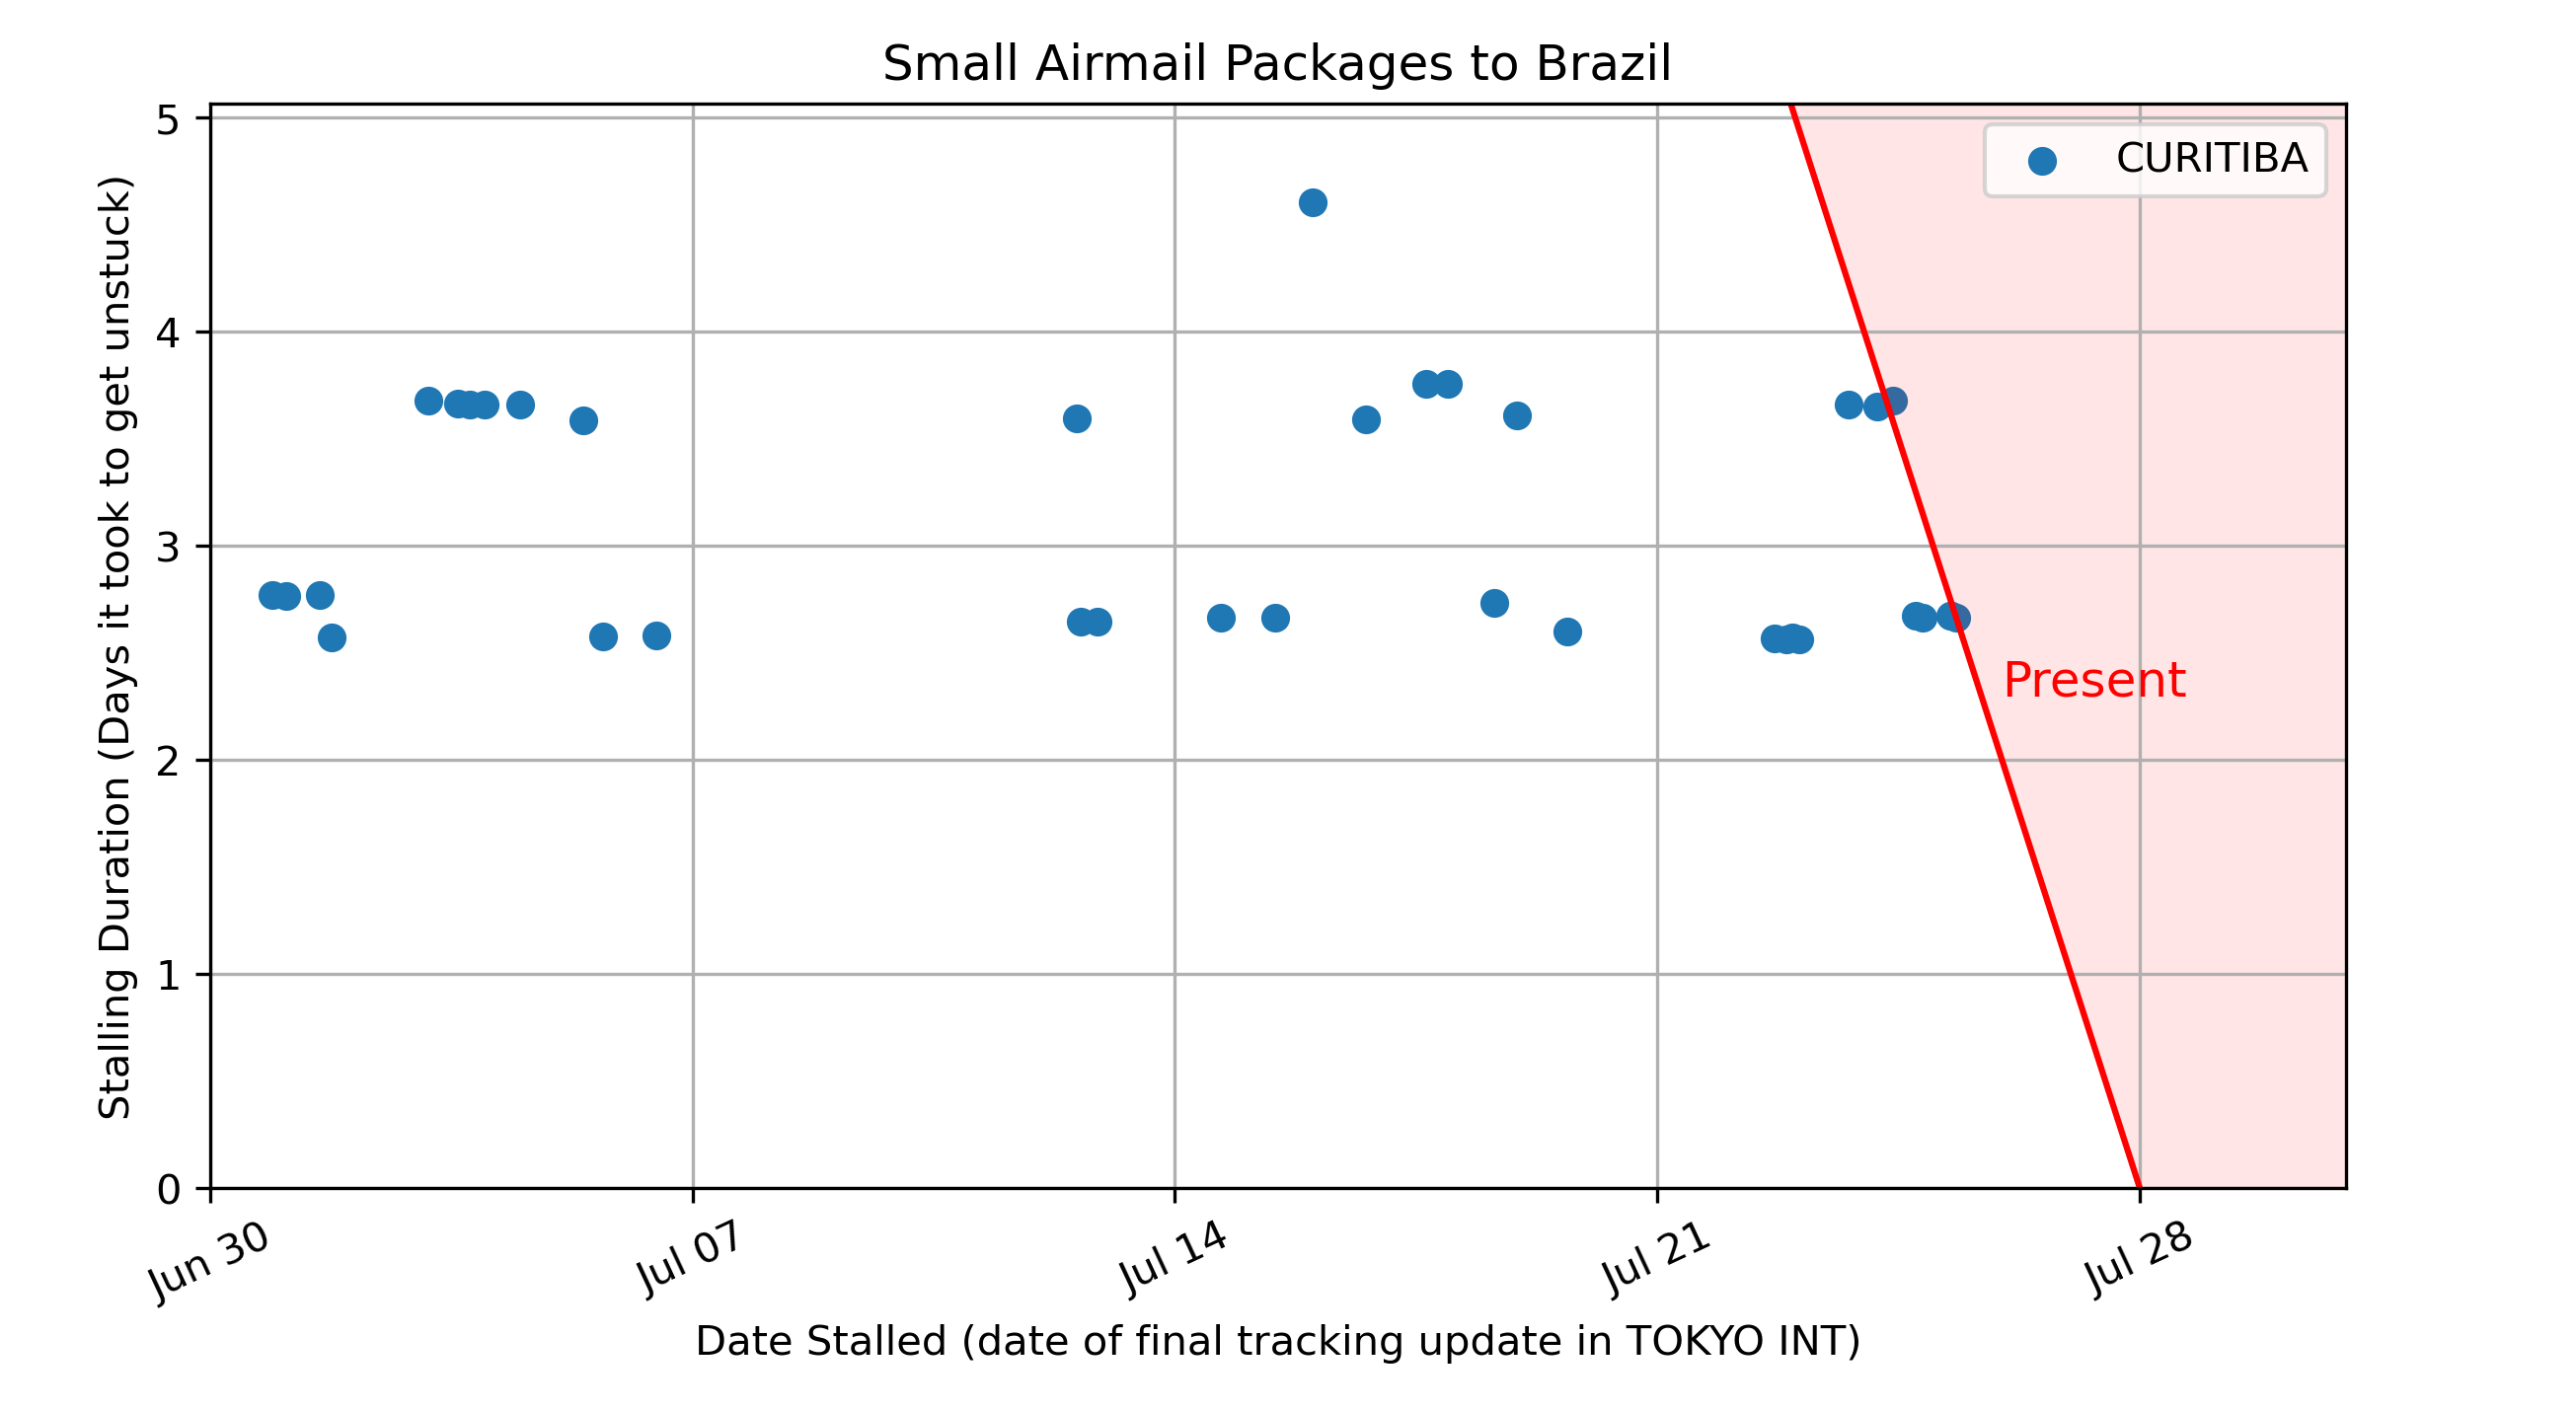 Small Airmail Packages to Brazil
Stalling Duration (Days it took to get unstuck)
5
4
3
2
1
0
CURITIBA
Present
Jun 30
Jul 07
Jul 14
Jul 21
Jul 28
Date Stalled (date of final tracking update in TOKYO INT)